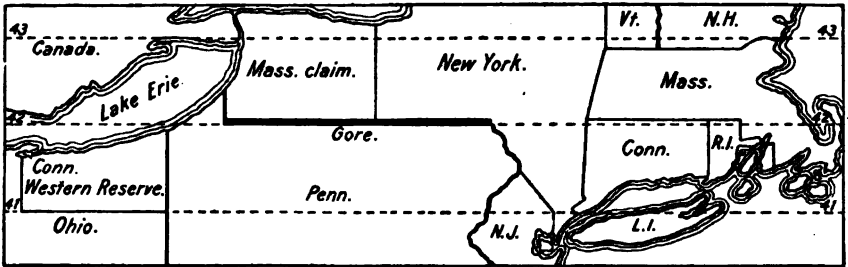 43
Canada.
Lake Erie.
Mass. claim.
New York.
Vt.
N.H.
43
Mass.
42
Gore.
42
Conn.
Western Reserve.
Penn.
Conn.
R.I.
41
Ohio.
N.J.
L.I.
41